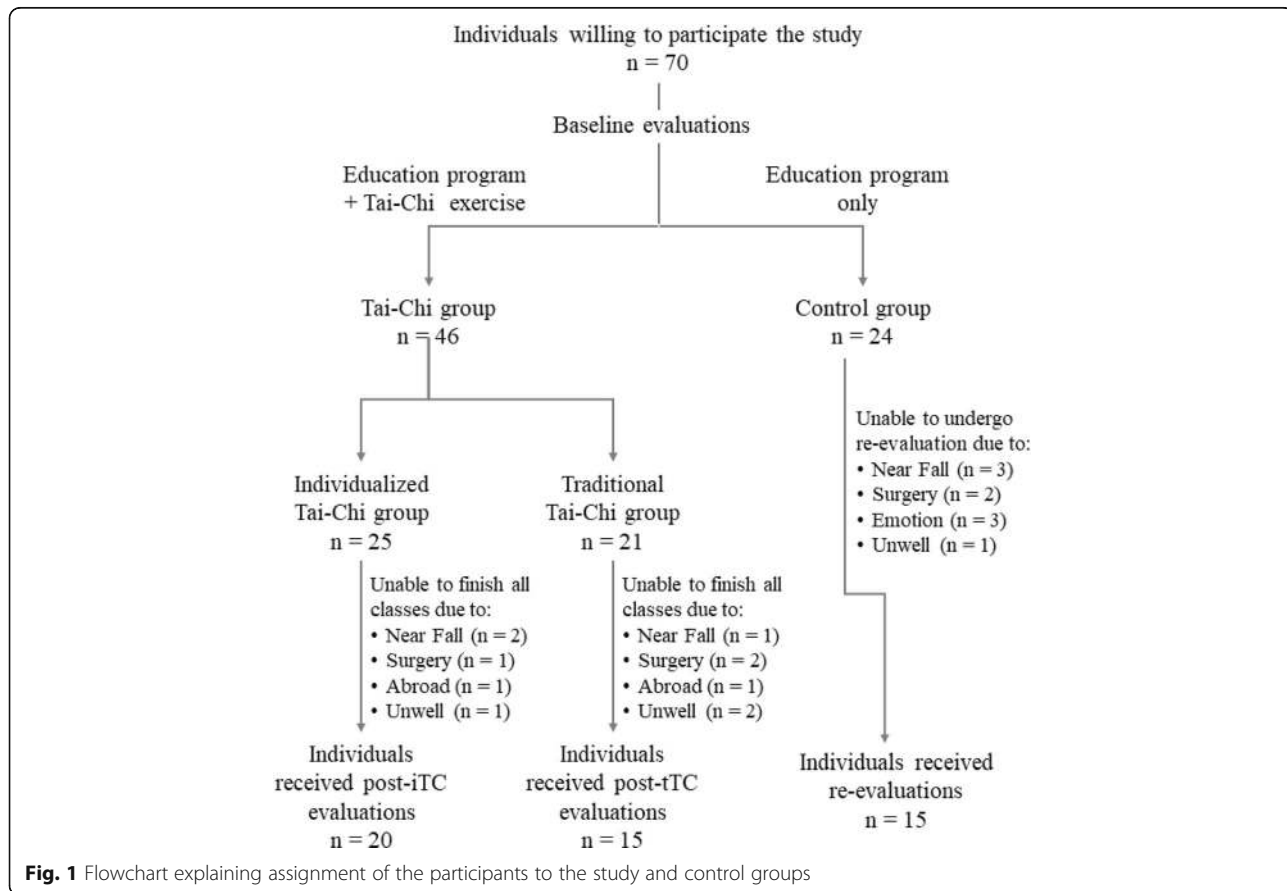 Individuals willing to participate the study
n = 70
Baseline evaluations
Education program
+ Tai-Chi exercise
Education program
only
Tai-Chi group
n = 46
Control group
n = 24
Individualized
Tai-Chi group
n = 25
Traditional
Tai-Chi group
n = 21
Unable to undergo
re-evaluation due to:
• Near Fall (n = 3)
• Surgery (n = 2)
• Emotion (n = 3)
• Unwell (n = 1)
Unable to finish all
classes due to:
• Near Fall (n = 2)
• Surgery (n = 1)
• Abroad (n = 1)
• Unwell (n = 1)
Unable to finish all
classes due to:
• Near Fall (n = 1)
• Surgery (n = 2)
• Abroad (n = 1)
• Unwell (n = 2)
Individuals
received post-iTC
evaluations
n = 20
Individuals
received post-tTC
evaluations
n = 15
Individuals received
re-evaluations
n = 15
Fig. 1 Flowchart explaining assignment of the participants to the study and control groups